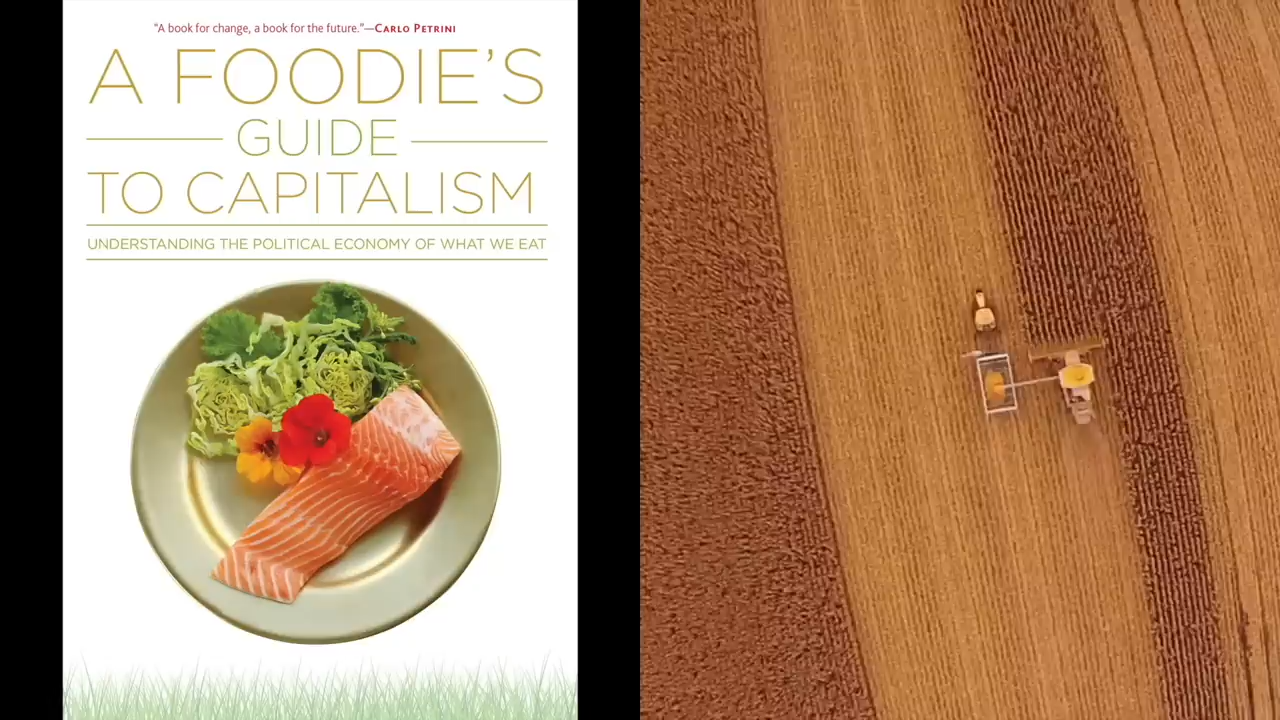 “A book for change, a book for the future.”—CARLO PETRINI
A FOODIE’S
GUIDE
TO CAPITALISM
UNDERSTANDING THE POLITICAL ECONOMY OF WHAT WE EAT